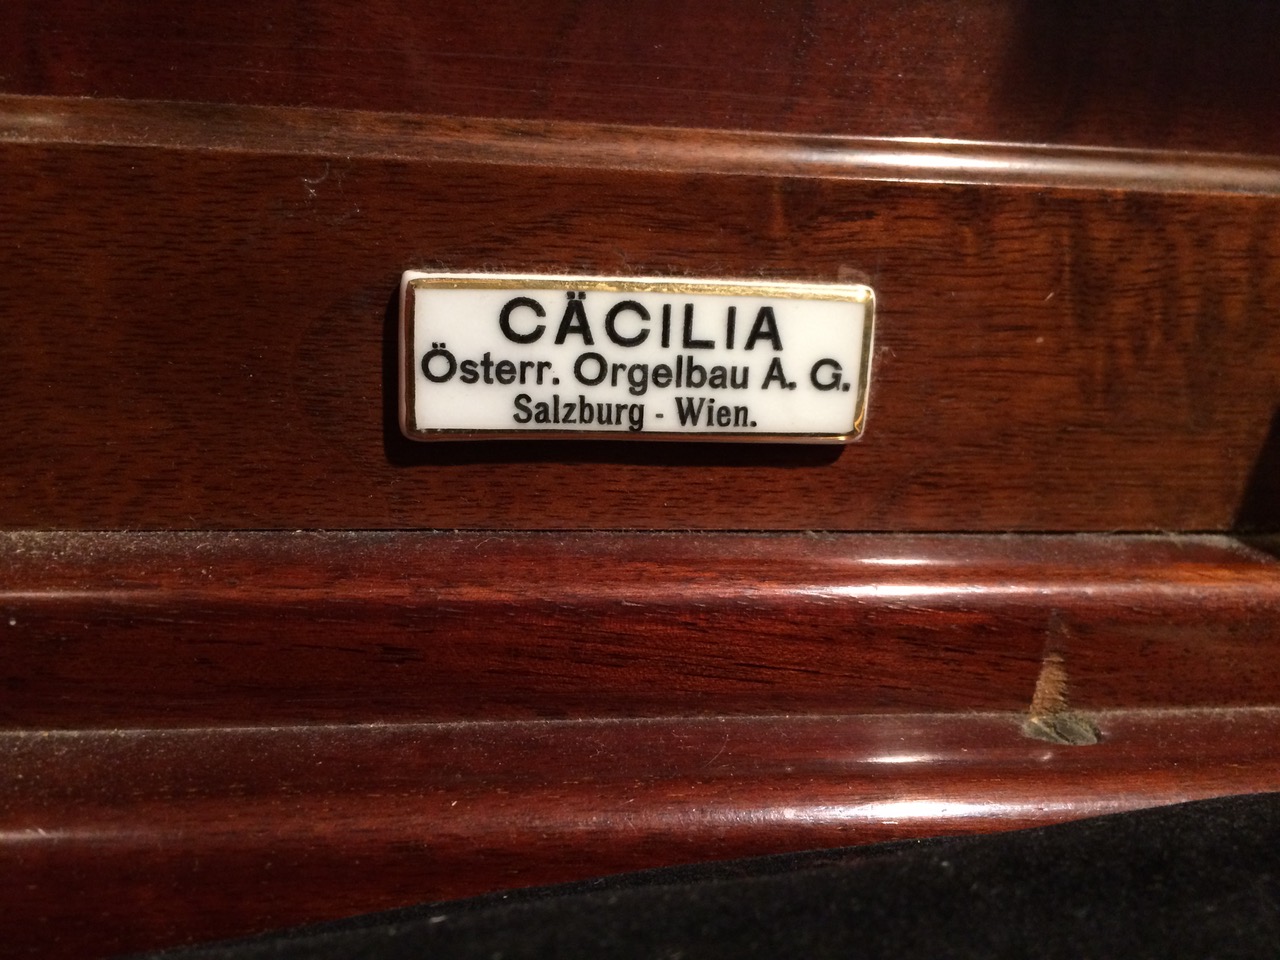 CÄCILIA
Österr. Orgelbau A. G.
Salzburg - Wien.